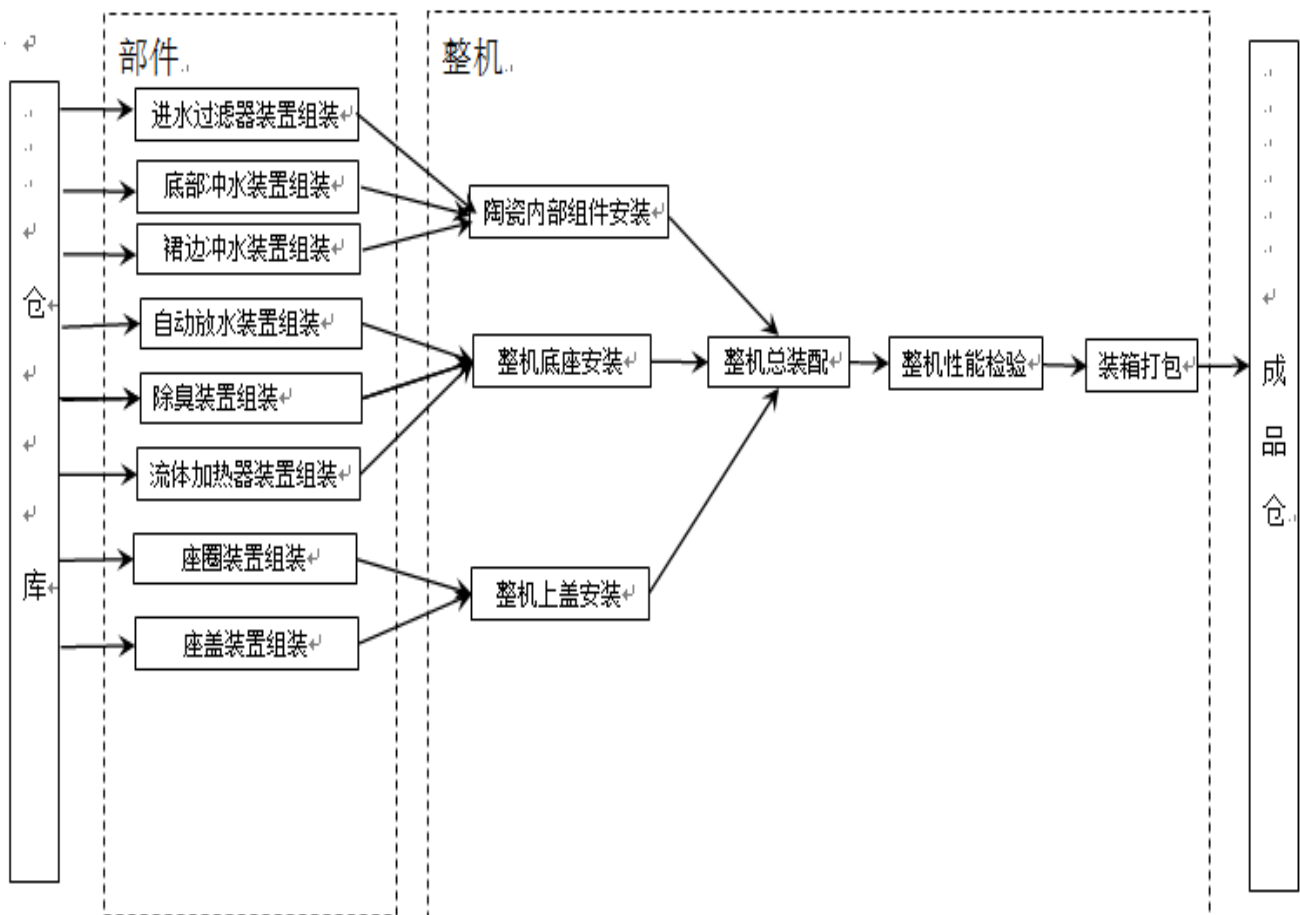 部件
整机
仓库
进水过滤器装置组装
底部冲水装置组装
裙边冲水装置组装
自动放水装置组装
除臭装置组装
流体加热器装置组装
座圈装置组装
座盖装置组装
陶瓷内部组件安装
整机底座安装
整机上盖安装
整机总装配
整机性能检验
装箱打包
成品仓